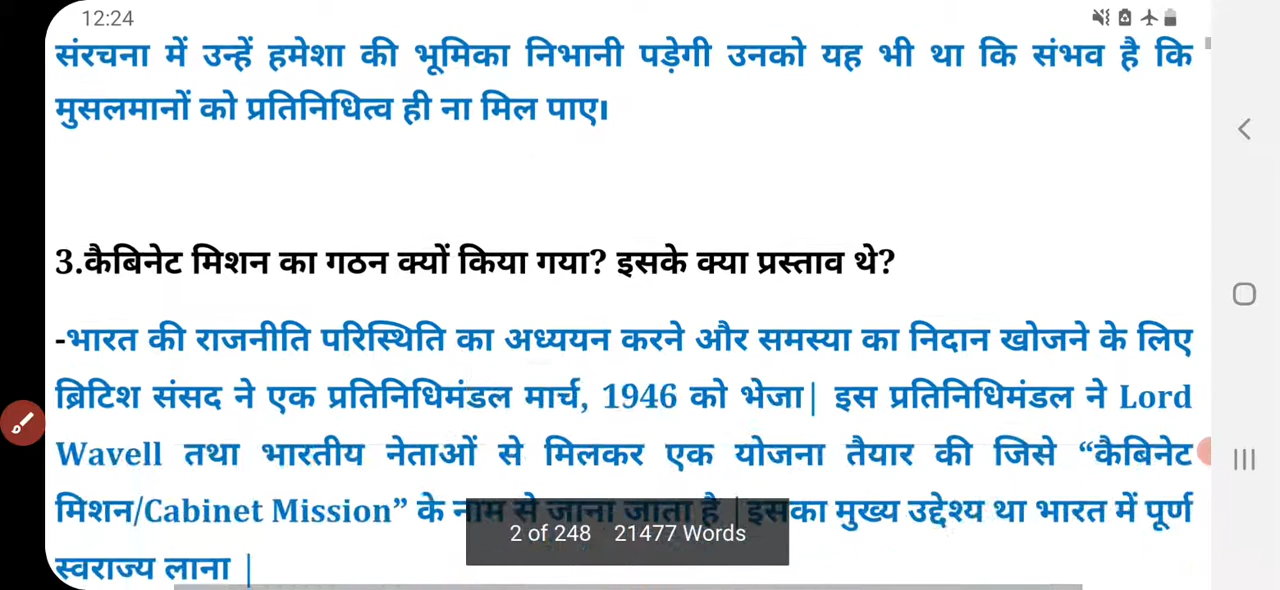 12:24
संरचना में उन्हें हमेशा की भूमिका निभानी पड़ेगी उनको यह भी था कि संभव है कि
मुसलमानों को प्रतिनिधित्व ही ना मिल पाए।
3.कैबिनेट मिशन का गठन क्यों किया गया? इसके क्या प्रस्ताव थे?
-भारत की राजनीति परिस्थिति का अध्ययन करने और समस्या का निदान खोजने के लिए
ब्रिटिश संसद ने एक प्रतिनिधिमंडल मार्च, 1946 को भेजा| इस प्रतिनिधिमंडल ने Lord
Wavell तथा भारतीय नेताओं से मिलकर एक योजना तैयार की जिसे “कैबिनेट
मिशन/Cabinet Mission” के नाम से जाना जाता है |इसका मुख्य उद्देश्य था भारत में पूर्ण
2 of 248 21477 Words
स्वराज्य लाना |